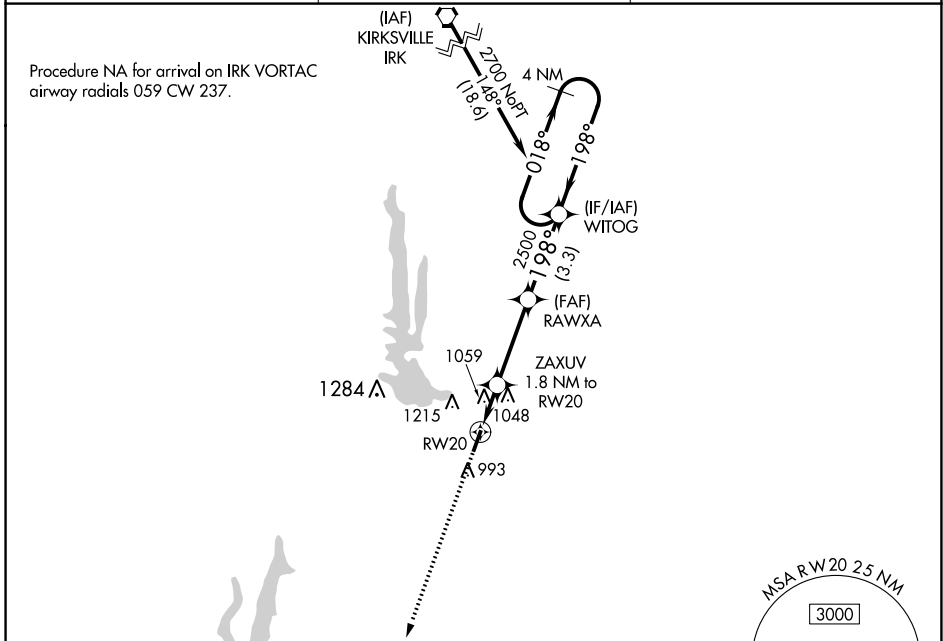 (IAF)
KIRKSVILLE
IRK
Procedure NA for arrival on IRK VORTAC
airway radials 059 CW 237.
2700 NoPT
148°
(18.6)
4 NM
018°
198°
(IF/IAF)
WITOG
2500
198°
(3.3)
(FAF)
RAWXA
1059
ZAXUV
1.8 NM to
RW20
1284
1215
1048
RW20
993
MSA RW20 25 NM
3000